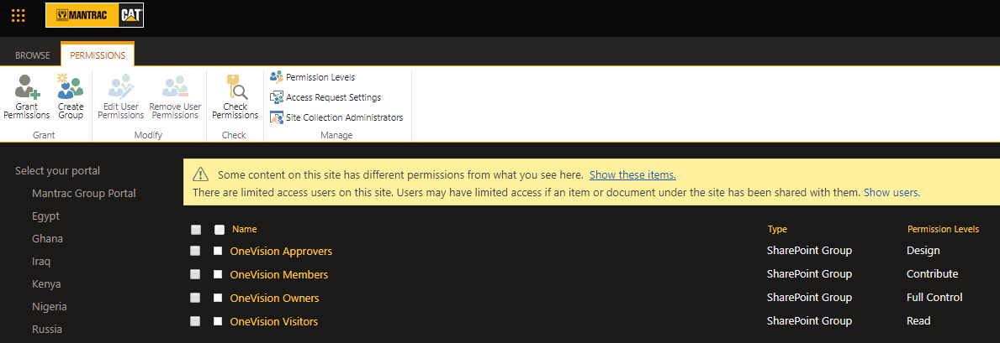 MANTRAC CAT
BROWSE PERMISSIONS
Grant Permissions
Create Group
Grant
Edit User Permissions
Remove User Permissions
Modify
Check Permissions
Check
Permission Levels
Access Request Settings
Site Collection Administrators
Manage
Select your portal
Mantrac Group Portal
Egypt
Ghana
Iraq
Kenya
Nigeria
Russia
Some content on this site has different permissions from what you see here. Show these items.
There are limited access users on this site. Users may have limited access if an item or document under the site has been shared with them. Show users.
Name Type Permission Levels
OneVision Approvers SharePoint Group Design
OneVision Members SharePoint Group Contribute
OneVision Owners SharePoint Group Full Control
OneVision Visitors SharePoint Group Read